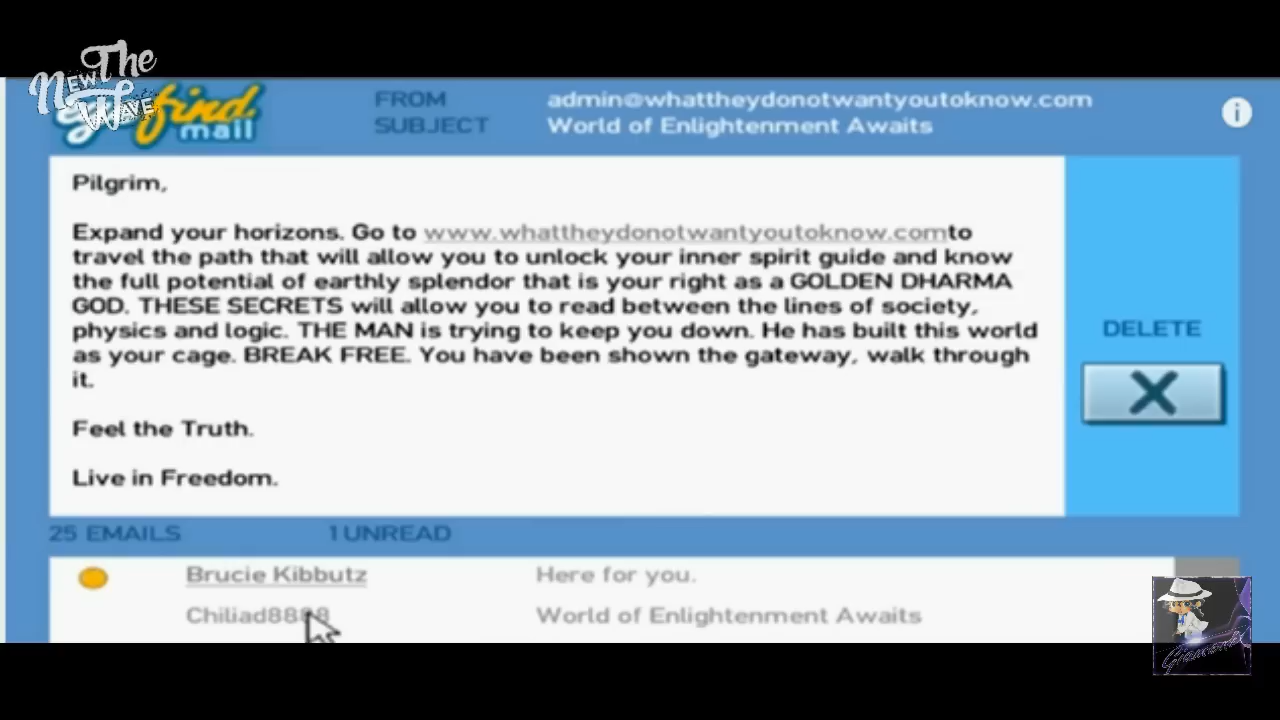 The
NEW
WAVE
eyefind
mail
FROM admin@whattheydonotwantyoutoknow.com
SUBJECT World of Enlightenment Awaits
i
Pilgrim,
Expand your horizons. Go to www.whattheydonotwantyoutoknow.comto
travel the path that will allow you to unlock your inner spirit guide and know
the full potential of earthly splendor that is your right as a GOLDEN DHARMA
GOD. THESE SECRETS will allow you to read between the lines of society,
physics and logic. THE MAN is trying to keep you down. He has built this world
as your cage. BREAK FREE. You have been shown the gateway, walk through
it.
Feel the Truth.
Live in Freedom.
DELETE
25 EMAILS 1 UNREAD
Brucie Kibbutz Here for you.
Chiliad8888 World of Enlightenment Awaits